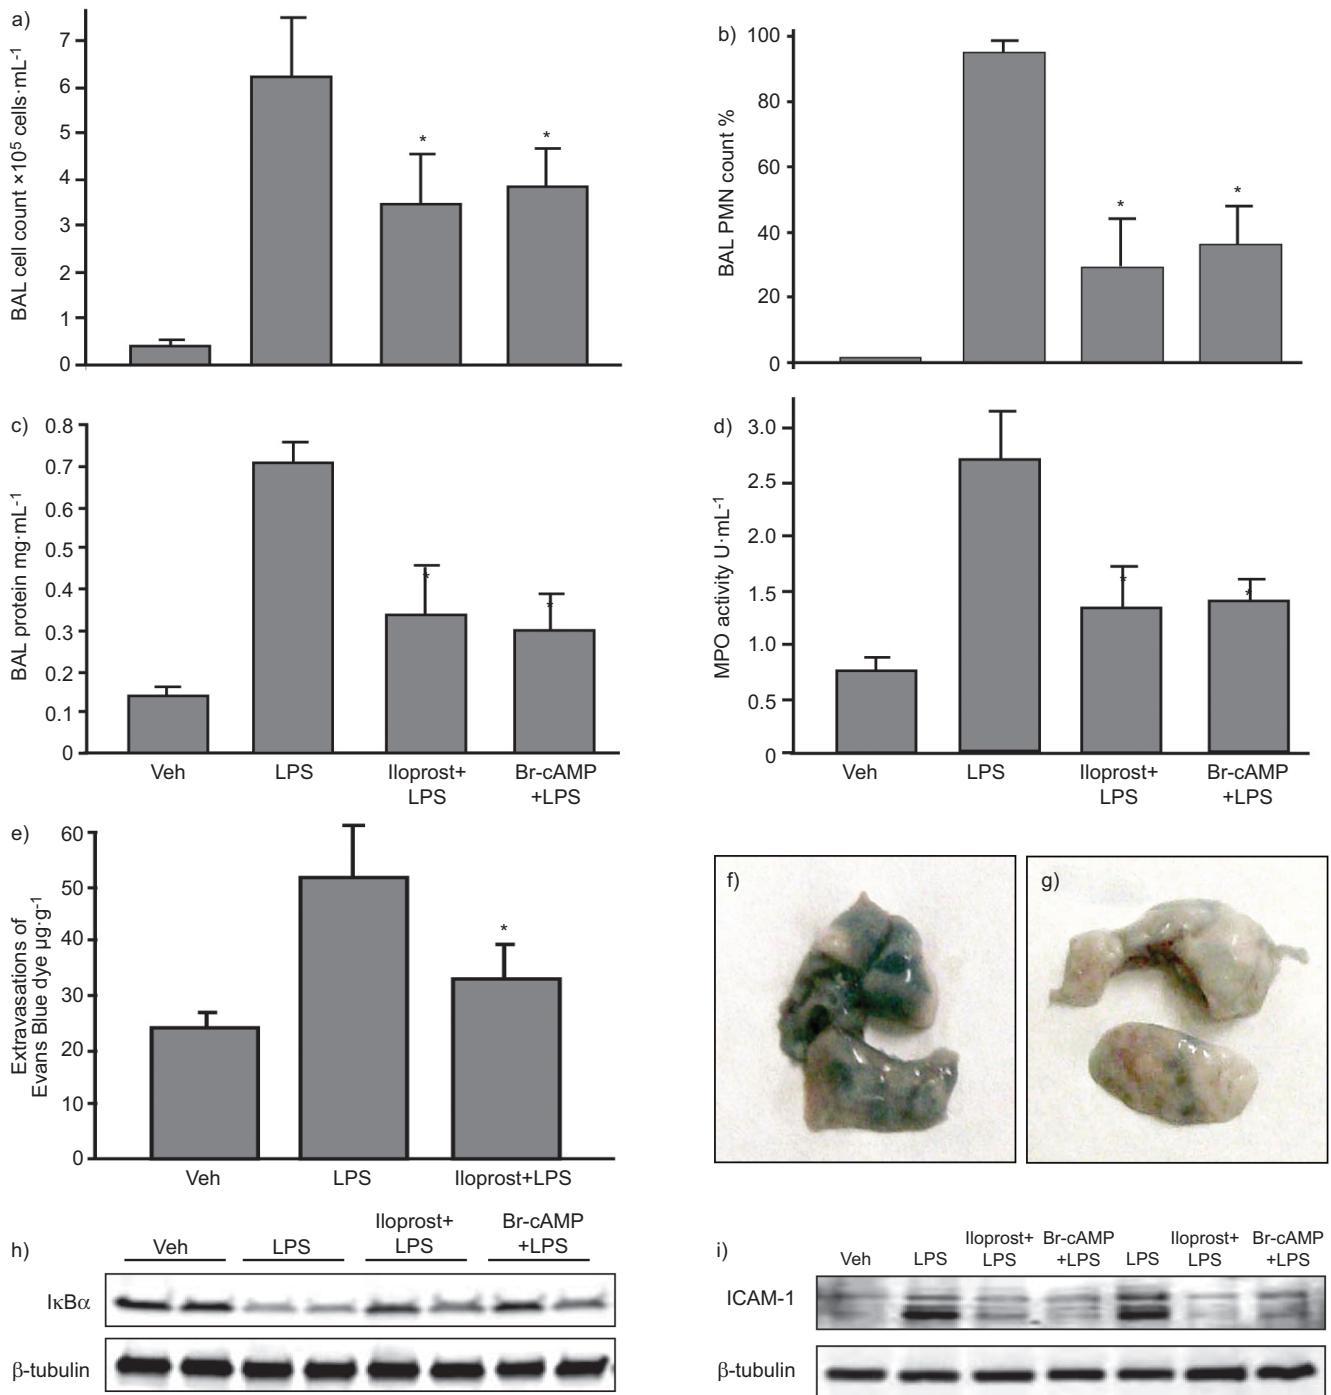 a)
BAL cell count ×10⁵ cells·mL⁻¹
7
6
5
4
3
2
1
0
*
*
b)
BAL PMN count %
100
80
60
40
20
0
*
*
c)
BAL protein mg·mL⁻¹
0.8
0.7
0.6
0.5
0.4
0.3
0.2
0.1
0
*
*
Veh
LPS
Iloprost+
LPS
Br-cAMP
+LPS
d)
MPO activity U·mL⁻¹
3.0
2.5
2.0
1.5
1.0
0.5
0
*
*
Veh
LPS
Iloprost+
LPS
Br-cAMP
+LPS
e)
Extravasations of
Evans Blue dye µg·g⁻¹
60
50
40
30
20
10
0
*
Veh
LPS
Iloprost+LPS
f)
g)
h)
Veh
LPS
Iloprost+
LPS
Br-cAMP
+LPS
IκBα
β-tubulin
i)
Veh
LPS
Iloprost+
LPS
Br-cAMP
+LPS
LPS
Iloprost+
LPS
Br-cAMP
+LPS
ICAM-1
β-tubulin